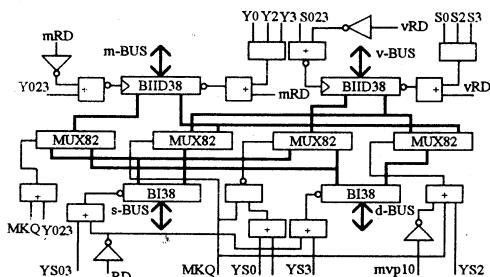 Y0 Y2 Y3 S023 vRD S0 S2 S3
mRD m-BUS v-BUS
+ BIID38 + + BIID38 +
Y023 mRD vRD
MUX82 MUX82 MUX82 MUX82
+ BI38 BI38 +
MKQ Y023 + s-BUS + + d-BUS
YS03 RD MKQ YS0 YS3 mvp10 YS2